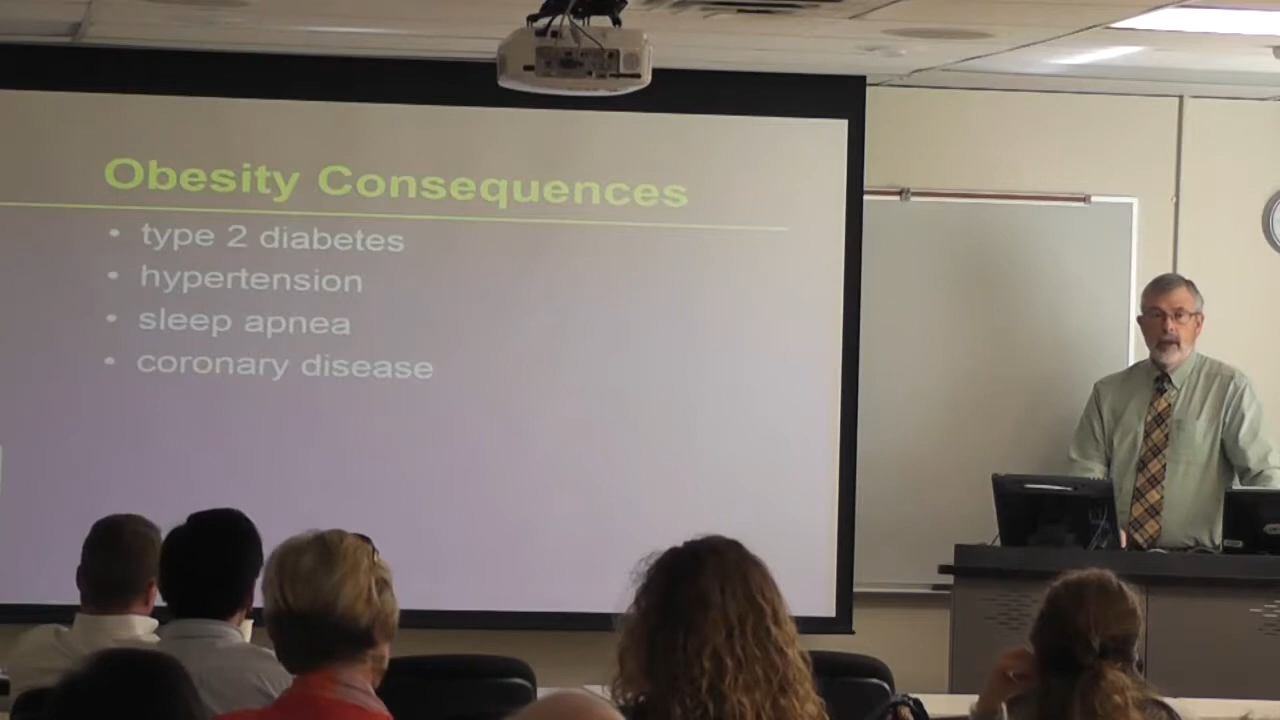 Obesity Consequences
• type 2 diabetes
• hypertension
• sleep apnea
• coronary disease